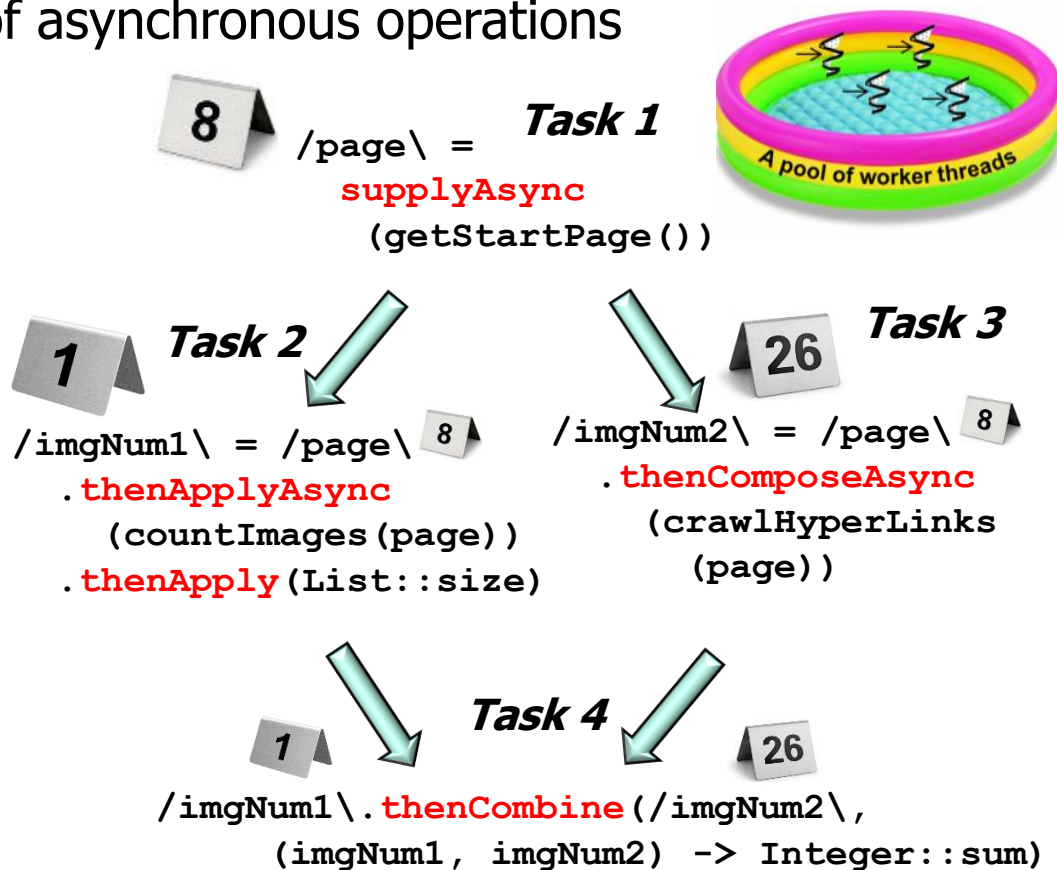 of asynchronous operations
8
Task 1
A pool of worker threads
/page\ =
supplyAsync
(getStartPage())
1
Task 2
/imgNum1\ = /page\ 8
.thenApplyAsync
(countImages(page))
.thenApply(List::size)
26
Task 3
/imgNum2\ = /page\ 8
.thenComposeAsync
(crawlHyperLinks
(page))
Task 4
1
26
/imgNum1\.thenCombine(/imgNum2\,
(imgNum1, imgNum2) -> Integer::sum)